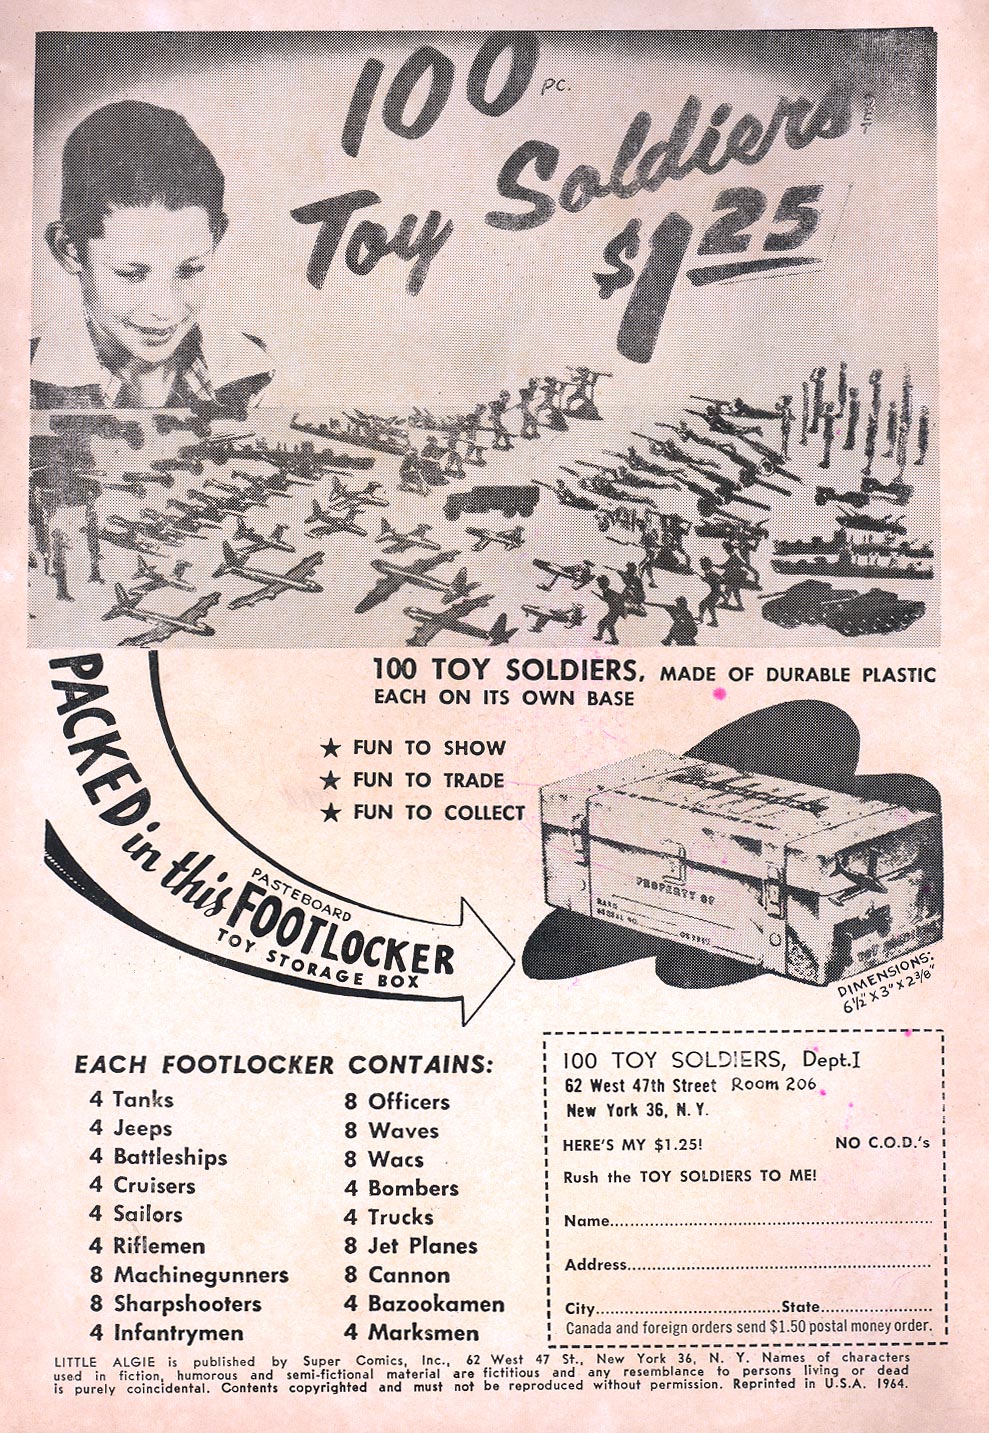 100 PC.
Toy Soldiers SET
$1.25
100 TOY SOLDIERS, MADE OF DURABLE PLASTIC
EACH ON ITS OWN BASE
★ FUN TO SHOW
★ FUN TO TRADE
★ FUN TO COLLECT
PACKED in this
PASTEBOARD
FOOTLOCKER
TOY STORAGE BOX
PROPERTY OF
SERIAL NO.
DIMENSIONS:
6½" X 3" X 2⅜"
EACH FOOTLOCKER CONTAINS:
4 Tanks
4 Jeeps
4 Battleships
4 Cruisers
4 Sailors
4 Riflemen
8 Machinegunners
8 Sharpshooters
4 Infantrymen
8 Officers
8 Waves
8 Wacs
4 Bombers
4 Trucks
8 Jet Planes
8 Cannon
4 Bazookamen
4 Marksmen
100 TOY SOLDIERS, Dept.I
62 West 47th Street Room 206
New York 36, N. Y.
HERE'S MY $1.25! NO C.O.D.'s
Rush the TOY SOLDIERS TO ME!
Name
Address
City State
Canada and foreign orders send $1.50 postal money order.
LITTLE ALGIE is published by Super Comics, Inc., 62 West 47 St., New York 36, N. Y. Names of characters
used in fiction, humorous and semi-fictional material are fictitious and any resemblance to persons living or dead
is purely coincidental. Contents copyrighted and must not be reproduced without permission. Reprinted in U.S.A. 1964.